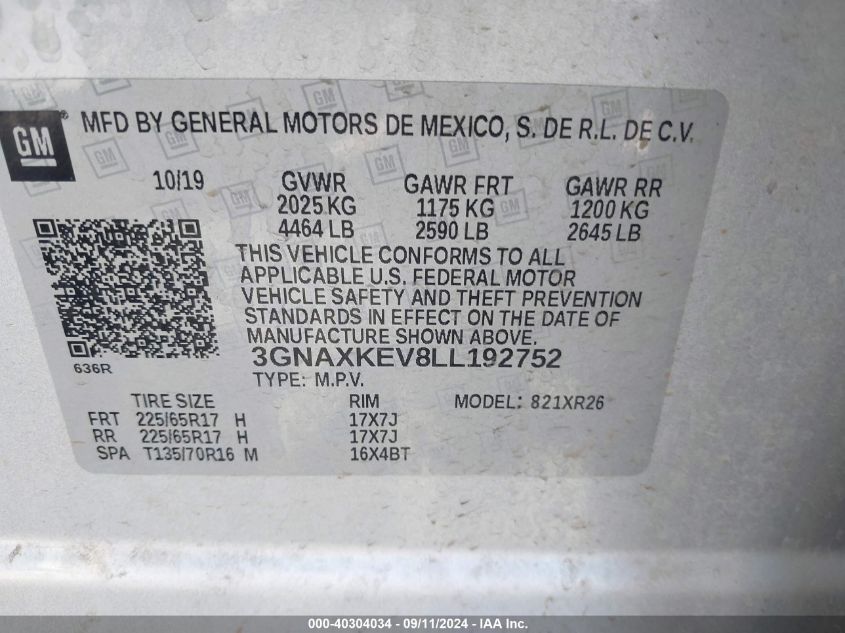 GM ® MFD BY GENERAL MOTORS DE MEXICO, S. DE R.L. DE C.V.
10/19 GVWR GAWR FRT GAWR RR
2025 KG 1175 KG 1200 KG
4464 LB 2590 LB 2645 LB
THIS VEHICLE CONFORMS TO ALL
APPLICABLE U.S. FEDERAL MOTOR
VEHICLE SAFETY AND THEFT PREVENTION
STANDARDS IN EFFECT ON THE DATE OF
MANUFACTURE SHOWN ABOVE.
3GNAXKEV8LL192752
636R
TYPE: M.P.V.
TIRE SIZE RIM MODEL: 821XR26
FRT 225/65R17 H 17X7J
RR 225/65R17 H 17X7J
SPA T135/70R16 M 16X4BT
000-40304034 - 09/11/2024 - IAA Inc.